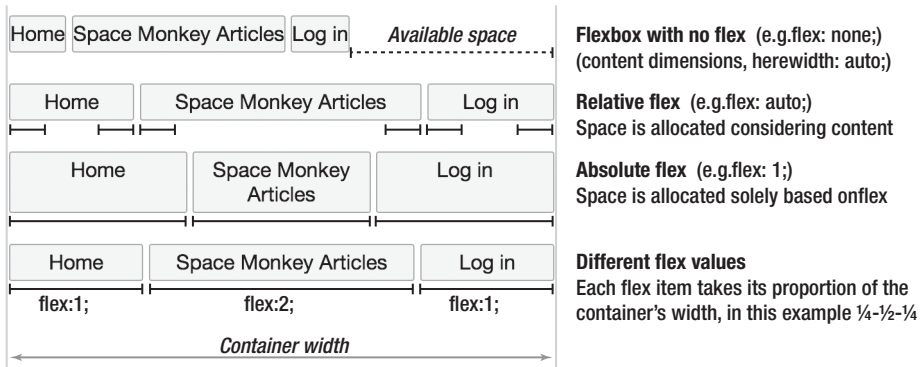 Home Space Monkey Articles Log in Available space
Flexbox with no flex (e.g.flex: none;)
(content dimensions, herewidth: auto;)
Home Space Monkey Articles Log in
Relative flex (e.g.flex: auto;)
Space is allocated considering content
Home Space Monkey Articles Log in
Absolute flex (e.g.flex: 1;)
Space is allocated solely based onflex
Home Space Monkey Articles Log in
flex:1; flex:2; flex:1;
Different flex values
Each flex item takes its proportion of the
container’s width, in this example ¼-½-¼
Container width